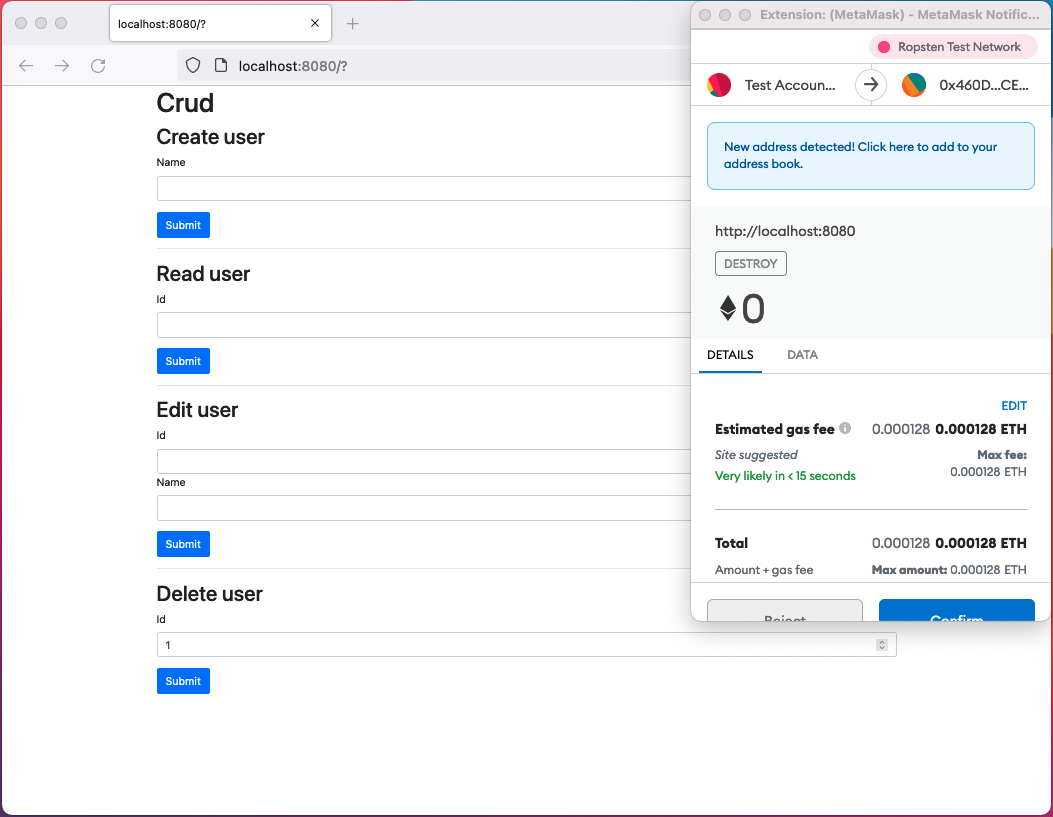 localhost:8080/?
localhost:8080/?
Crud
Create user
Name
Submit
Read user
Id
Submit
Edit user
Id
Name
Submit
Delete user
Id
1
Submit
Extension: (MetaMask) - MetaMask Notific...
Ropsten Test Network
Test Accoun... 0x460D...CE...
New address detected! Click here to add to your
address book.
http://localhost:8080
DESTROY
0
DETAILS DATA
EDIT
Estimated gas fee 0.000128 0.000128 ETH
Site suggested Max fee:
Very likely in < 15 seconds 0.000128 ETH
Total 0.000128 0.000128 ETH
Amount + gas fee Max amount: 0.000128 ETH
Reject Confirm